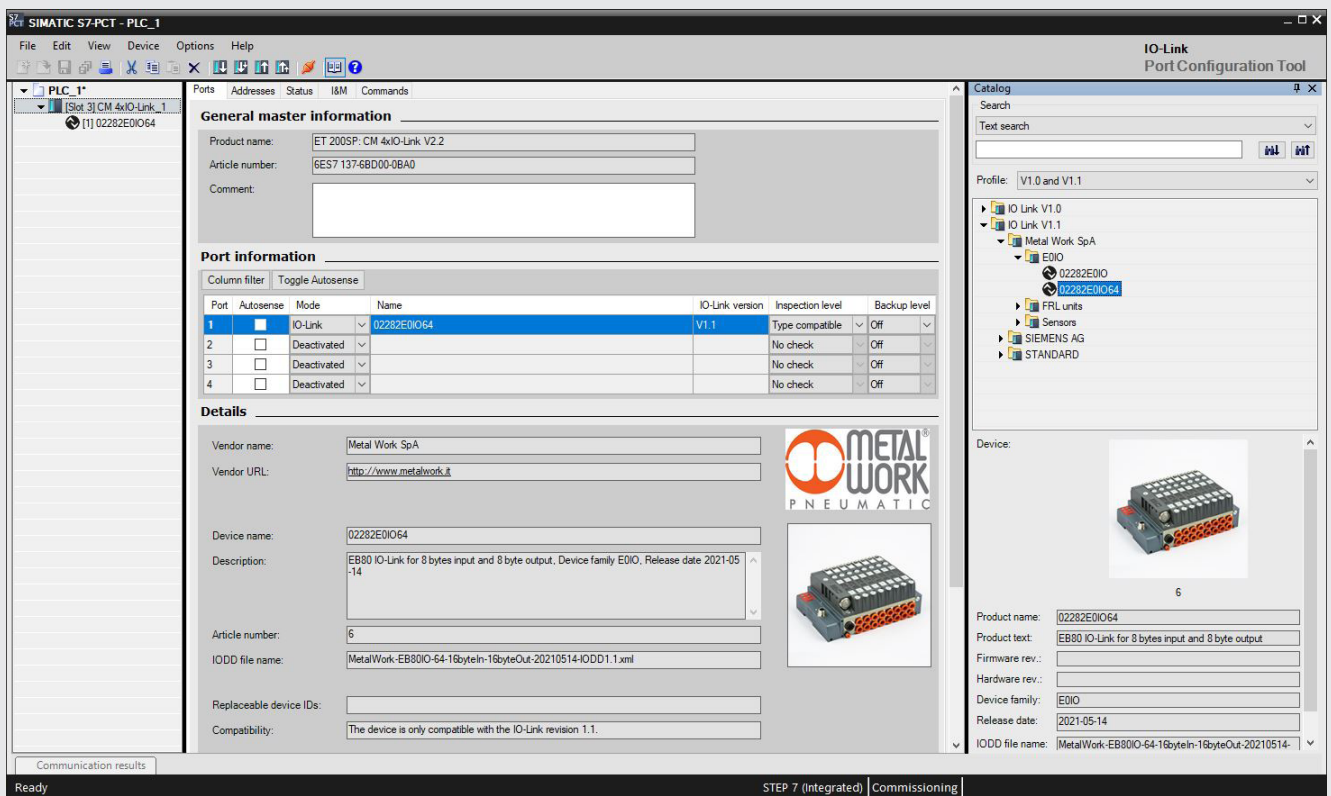 SIMATIC S7-PCT - PLC_1
File Edit View Device Options Help
IO-Link
Port Configuration Tool
PLC_1*
[Slot 3] CM 4xIO-Link_1
[1] 02282E0IO64
Ports Addresses Status I&M Commands
General master information
Product name: ET 200SP: CM 4xIO-Link V2.2
Article number: 6ES7 137-6BD00-0BA0
Comment:
Port information
Column filter Toggle Autosense
Port Autosense Mode Name IO-Link version Inspection level Backup level
1 IO-Link 02282E0IO64 V1.1 Type compatible Off
2 Deactivated No check Off
3 Deactivated No check Off
4 Deactivated No check Off
Details
Vendor name: Metal Work SpA
Vendor URL: http://www.metalwork.it
METAL®
WORK
PNEUMATIC
Device name: 02282E0IO64
Description: EB80 IO-Link for 8 bytes input and 8 byte output, Device family E0IO, Release date 2021-05
-14
Article number: 6
IODD file name: MetalWork-EB80IO-64-16byteIn-16byteOut-20210514-IODD1.1.xml
Replaceable device IDs:
Compatibility: The device is only compatible with the IO-Link revision 1.1.
Catalog
Search
Text search
Profile: V1.0 and V1.1
IO Link V1.0
IO Link V1.1
Metal Work SpA
E0IO
02282E0IO
02282E0IO64
FRL units
Sensors
SIEMENS AG
STANDARD
Device:
6
Product name: 02282E0IO64
Product text: EB80 IO-Link for 8 bytes input and 8 byte output
Firmware rev.:
Hardware rev.:
Device family: E0IO
Release date: 2021-05-14
IODD file name: MetalWork-EB80IO-64-16byteIn-16byteOut-20210514-
Communication results
Ready STEP 7 (Integrated) Commissioning